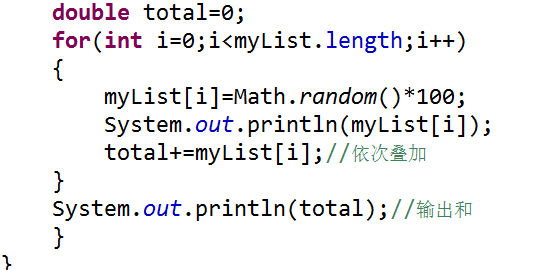 double total=0;
for(int i=0;i<myList.length;i++)
{
myList[i]=Math.random()*100;
System.out.println(myList[i]);
total+=myList[i];//依次叠加
}
System.out.println(total);//输出和
}
}